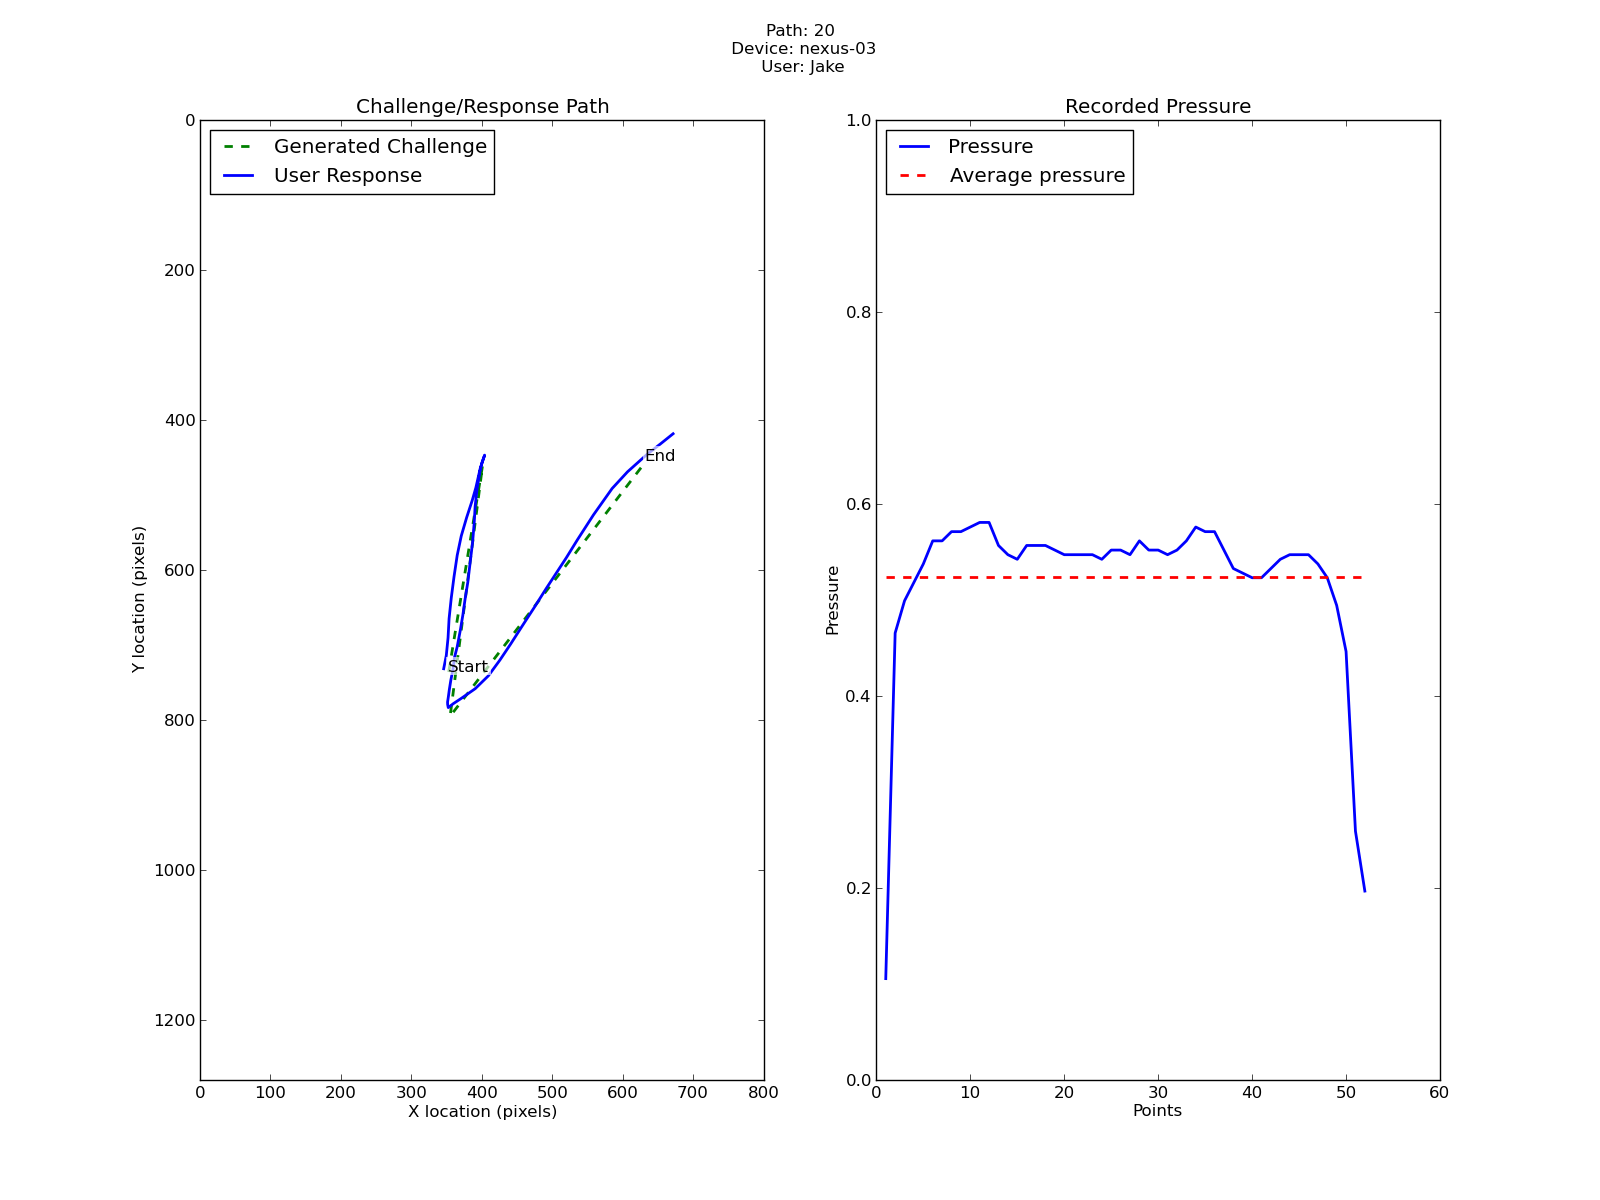 Path: 20
Device: nexus-03
User: Jake
Challenge/Response Path
Generated Challenge
User Response
0
200
400
600
800
1000
1200
Y location (pixels)
Start
End
0 100 200 300 400 500 600 700 800
X location (pixels)
Recorded Pressure
Pressure
Average pressure
1.0
0.8
0.6
0.4
0.2
0.0
Pressure
0 10 20 30 40 50 60
Points